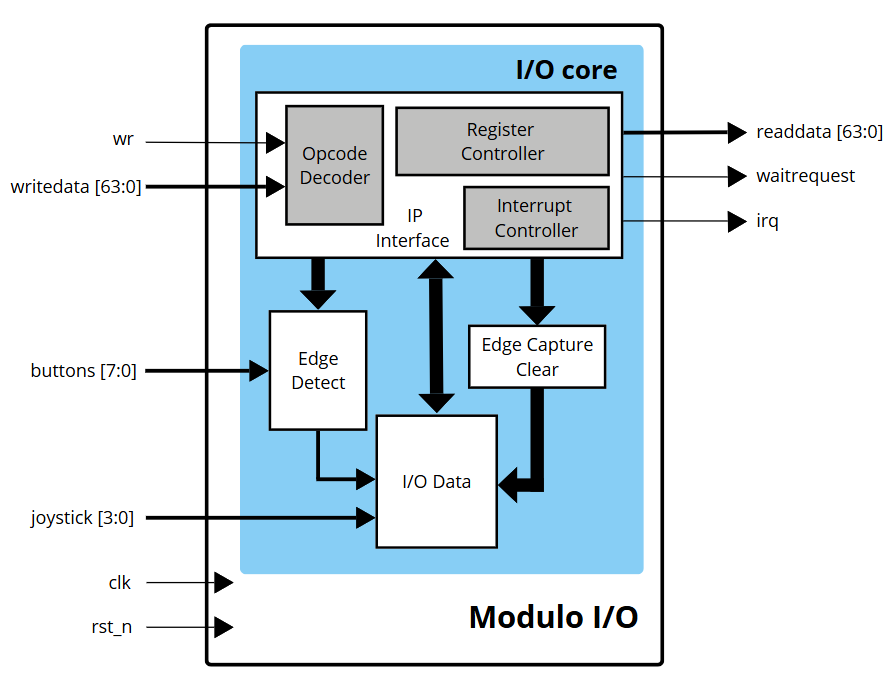 I/O core
wr
writedata [63:0]
Opcode
Decoder
Register
Controller
IP
Interface
Interrupt
Controller
readdata [63:0]
waitrequest
irq
buttons [7:0]
Edge
Detect
Edge Capture
Clear
I/O Data
joystick [3:0]
clk
rst_n
Modulo I/O